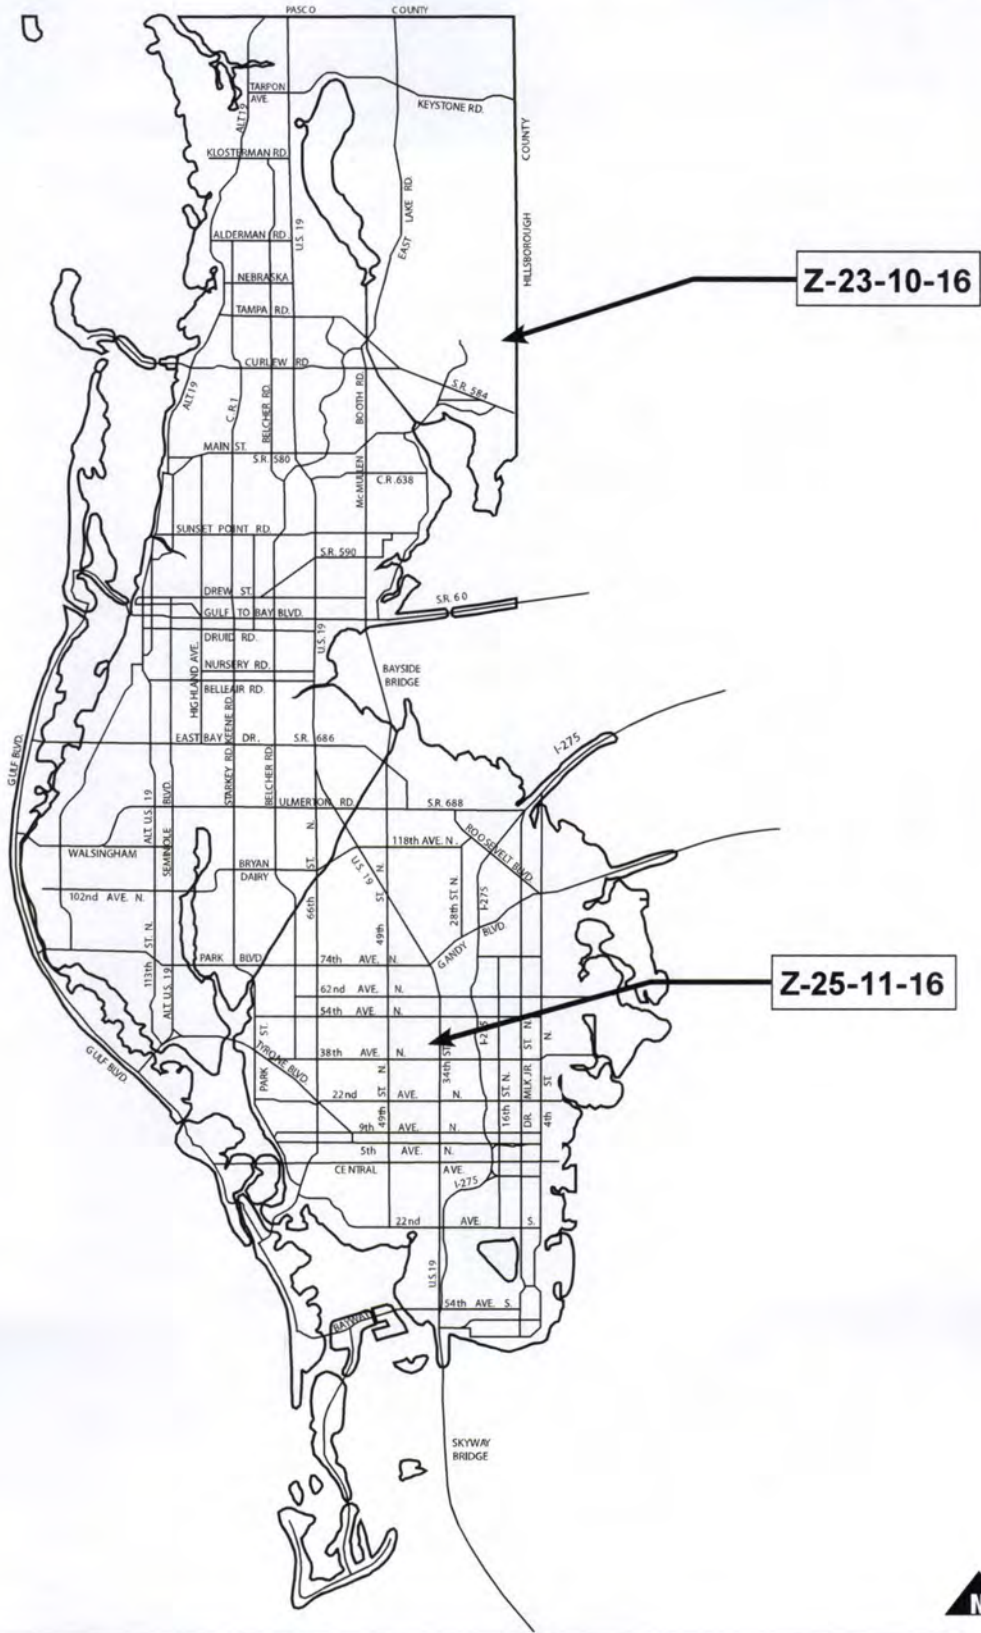 PASCO COUNTY
TARPON
AVE.
KEYSTONE RD.
ALT 19
COUNTY
KLOSTERMAN RD.
EAST LAKE RD.
HILLSBOROUGH
ALDERMAN RD.
U.S. 19
NEBRASKA
Z-23-10-16
TAMPA RD.
CURLEW RD
S.R. 584
ALT 19
C.R 1
BELCHER RD.
BOOTH RD.
MAIN ST.
S.R. 580
McMULLEN
C.R. 638
SUNSET POINT RD.
S.R. 590
DREW ST.
S.R. 60
GULF TO BAY BLVD.
DRUID RD.
U.S. 19
HIGHLAND AVE.
NURSERY RD.
BAYSIDE
BRIDGE
BELLEAIR RD.
KEENE RD.
GULF BLVD.
EAST BAY DR. S.R. 686
I-275
STARKEY RD.
BELCHER RD.
ALT. U.S. 19
SEMINOLE BLVD.
ULMERTON RD.
S.R. 688
WALSINGHAM
118th AVE. N.
ROOSEVELT BLVD.
BRYAN
DAIRY
U.S. 19
66th ST. N.
49th ST. N.
28th ST. N.
I-275
102nd AVE. N.
GANDY BLVD.
113th ST. N.
ALT. U.S. 19
PARK BLVD.
74th AVE. N.
Z-25-11-16
62nd AVE. N.
54th AVE. N.
GULF BLVD.
TYRONE BLVD
PARK ST.
38th AVE. N.
34th ST.
I-275
22nd AVE. N.
49th ST. N.
16th ST. N.
DR. MLK JR. ST. N.
4th ST. N.
9th AVE. N.
5th AVE. N.
CENTRAL AVE.
I-275
22nd AVE. S.
U.S. 19
54th AVE. S.
BAYWAY
SKYWAY
BRIDGE
N